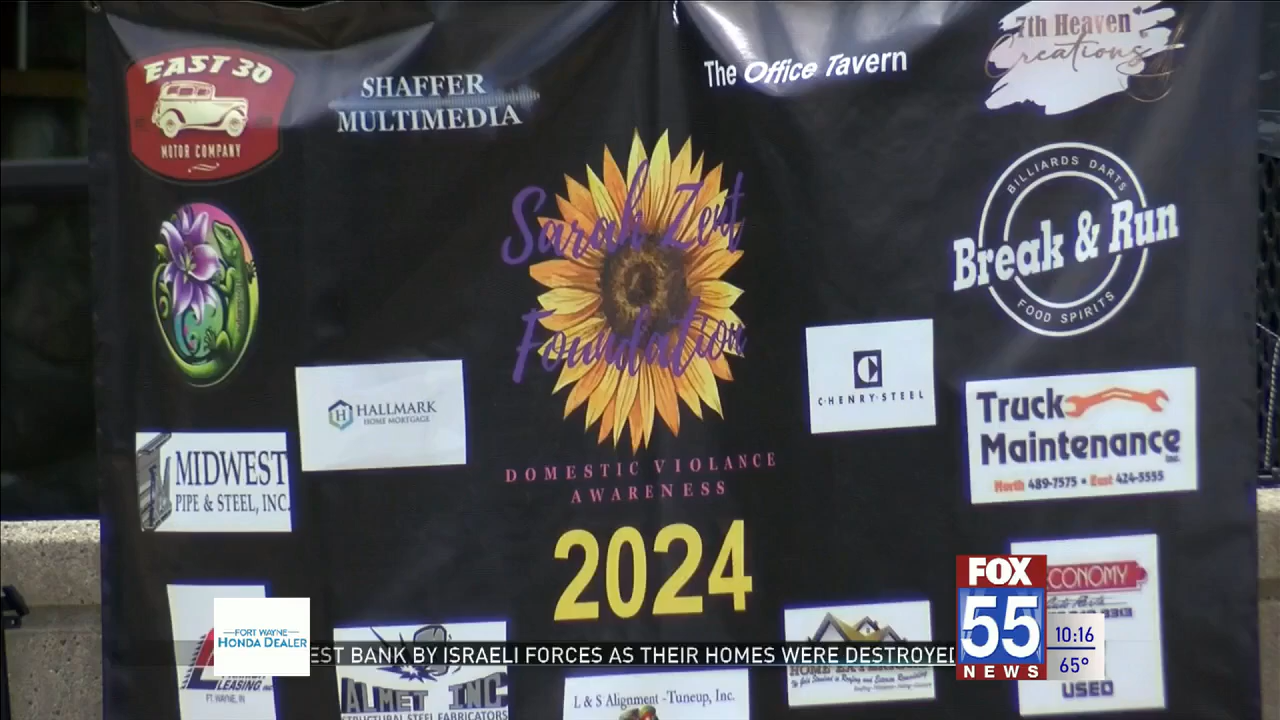 EAST 30
MOTOR COMPANY
SHAFFER
MULTIMEDIA
The Office Tavern
7th Heaven
Creations
Sarah Zent
Foundation
BILLIARDS DARTS
Break & Run
FOOD SPIRITS
HALLMARK
HOME MORTGAGE
C·HENRY·STEEL
Truck
Maintenance
Inc.
North 489-7575 • East 424-5555
MIDWEST
PIPE & STEEL, INC.
DOMESTIC VIOLANCE
AWARENESS
2024
LEASING INC
FT. WAYNE, IN
ALMET INC
STRUCTURAL STEEL FABRICATORS
L & S Alignment - Tuneup, Inc.
ECONOMY
USED
FORT WAYNE
HONDA DEALER
EST BANK BY ISRAELI FORCES AS THEIR HOMES WERE DESTROYED
FOX
55
NEWS
10:16
65°